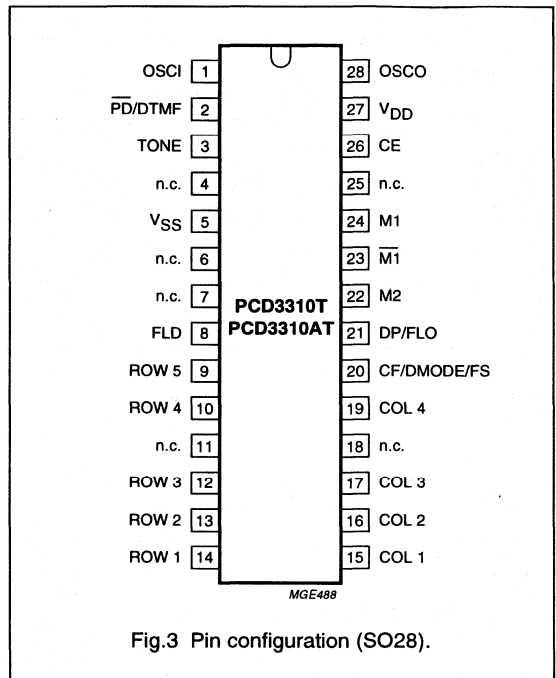 OSCI 1 28 OSCO
P̅D̅/DTMF 2 27 VDD
TONE 3 26 CE
n.c. 4 25 n.c.
VSS 5 24 M1
n.c. 6 23 M̅1̅
n.c. 7 22 M2
PCD3310T
PCD3310AT
FLD 8 21 DP/FLO
ROW 5 9 20 CF/DMODE/FS
ROW 4 10 19 COL 4
n.c. 11 18 n.c.
ROW 3 12 17 COL 3
ROW 2 13 16 COL 2
ROW 1 14 15 COL 1
MGE488
Fig.3 Pin configuration (SO28).